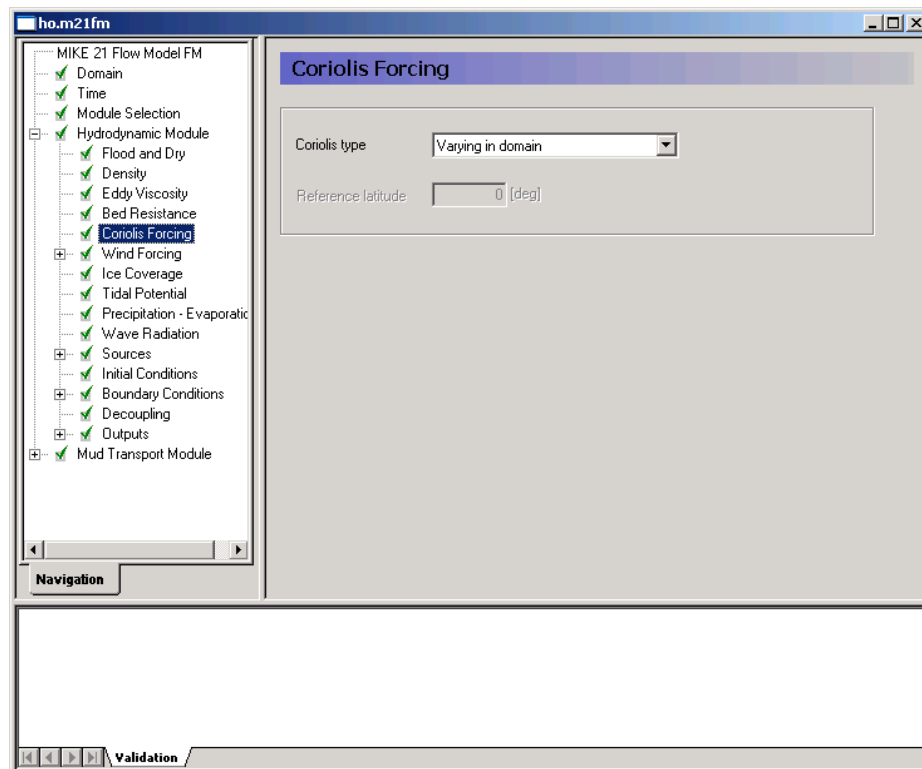 ho.m21fm
MIKE 21 Flow Model FM
Domain
Time
Module Selection
Hydrodynamic Module
Flood and Dry
Density
Eddy Viscosity
Bed Resistance
Coriolis Forcing
Wind Forcing
Ice Coverage
Tidal Potential
Precipitation - Evaporatic
Wave Radiation
Sources
Initial Conditions
Boundary Conditions
Decoupling
Outputs
Mud Transport Module
Navigation
Coriolis Forcing
Coriolis type Varying in domain
Reference latitude 0 [deg]
Validation